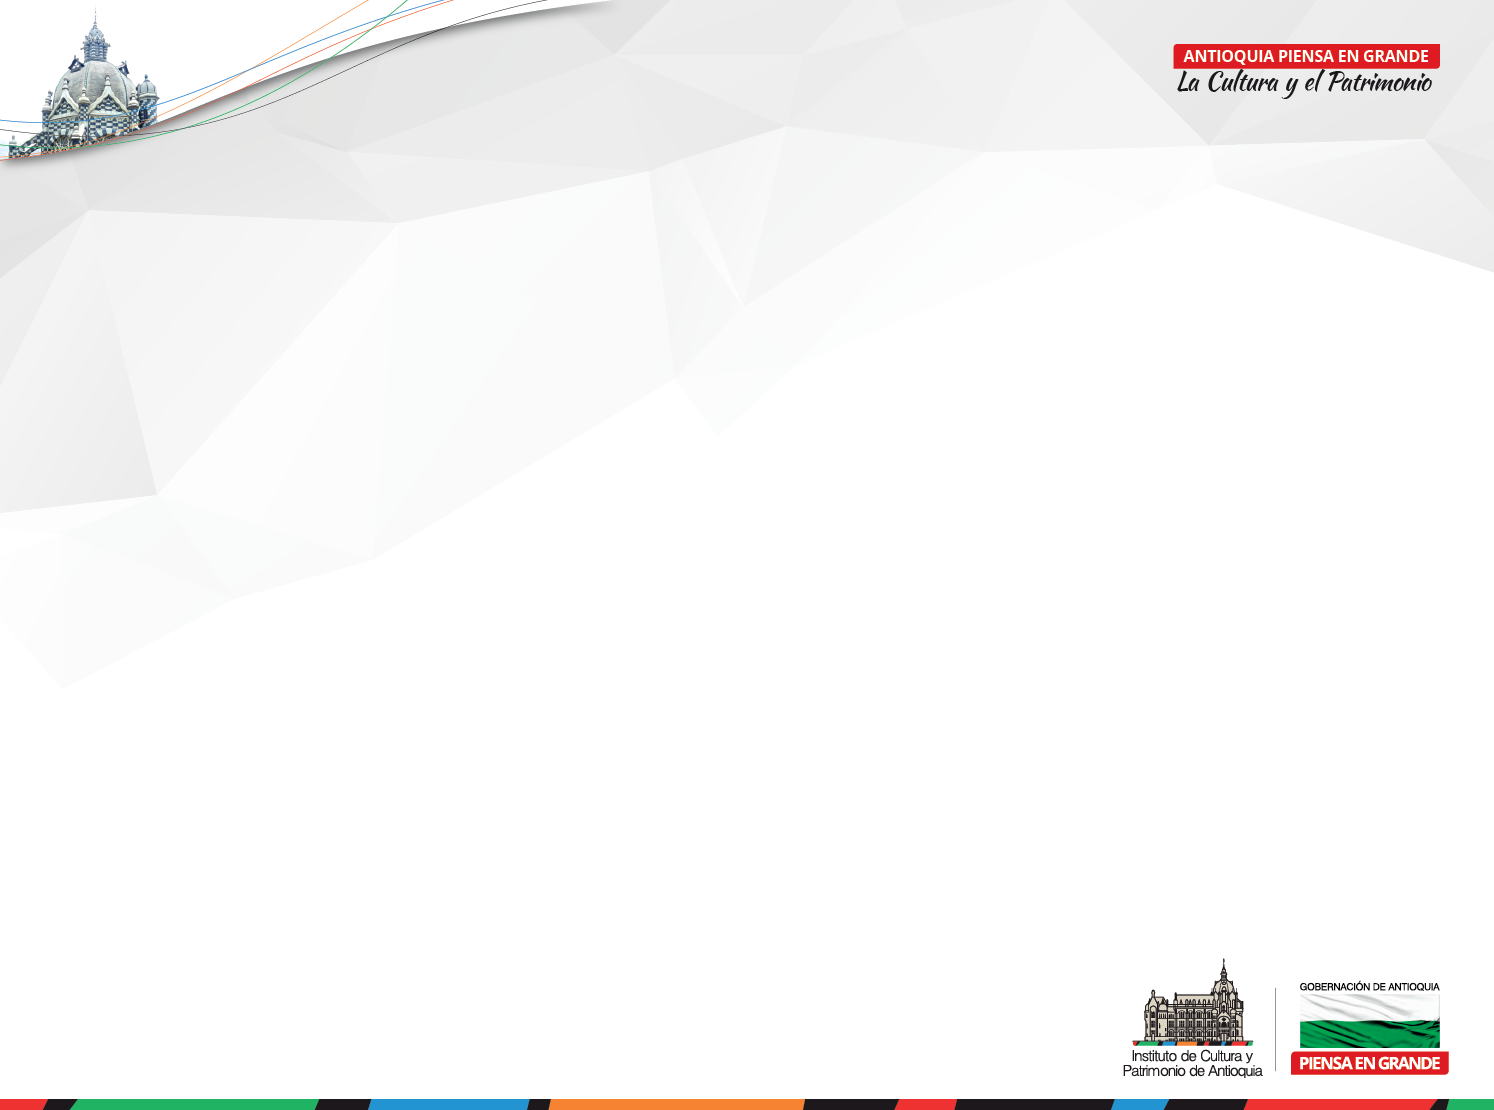 ANTIOQUIA PIENSA EN GRANDE
La Cultura y el Patrimonio
Instituto de Cultura y
Patrimonio de Antioquia
GOBERNACIÓN DE ANTIOQUIA
PIENSA EN GRANDE